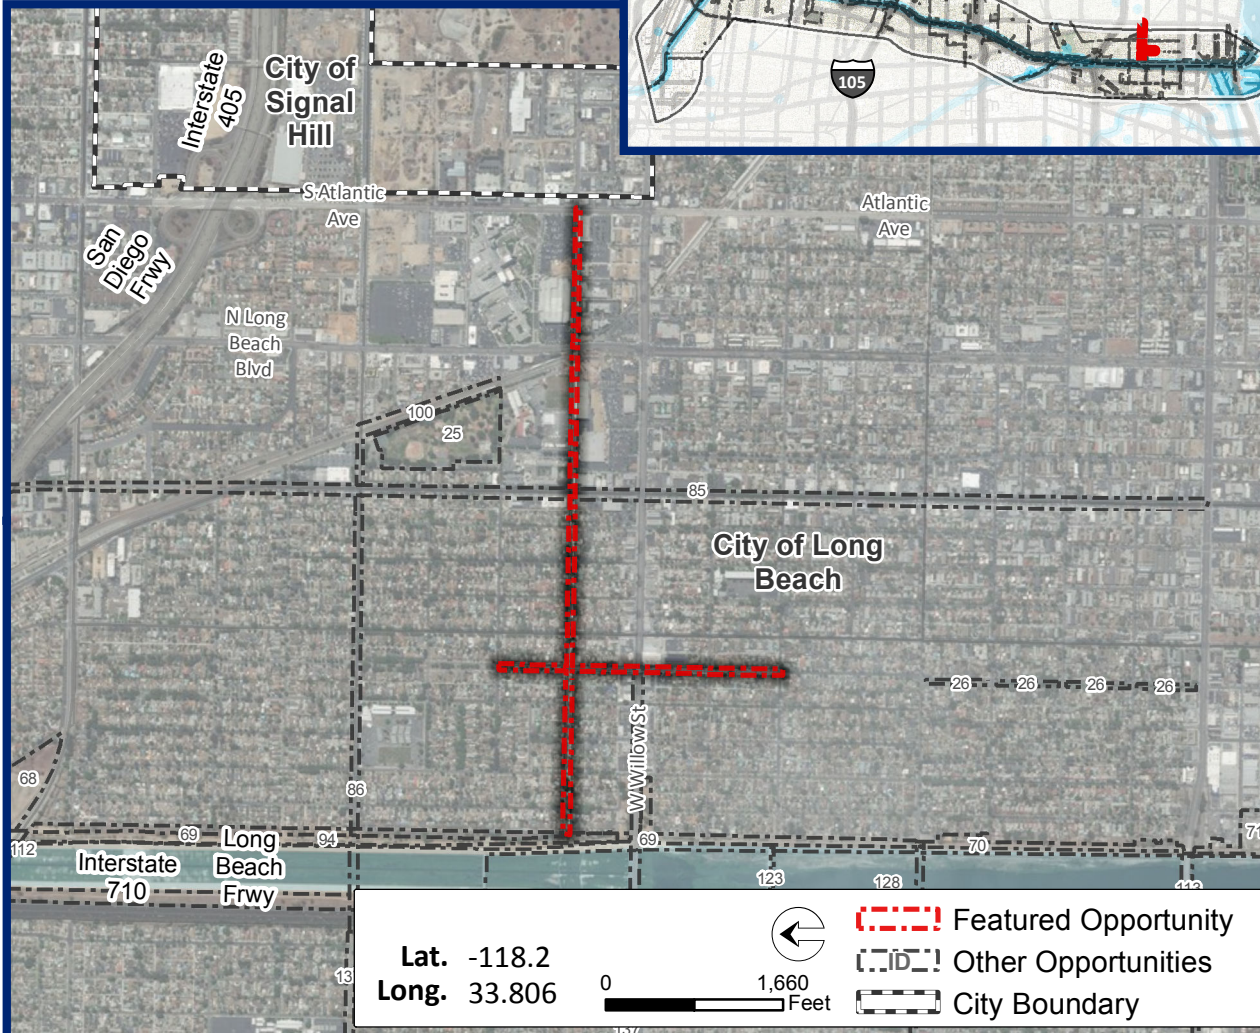 105
City of
Signal
Hill
Interstate
405
S Atlantic
Ave
Atlantic
Ave
San
Diego
Frwy
N Long
Beach
Blvd
100
25
85
City of Long
Beach
26
26
26
26
W Willow St
68
86
69
94
Long
Beach
Frwy
112
Interstate
710
69
70
123
128
113
Lat. -118.2
Long. 33.806
0
1,660
Feet
Featured Opportunity
ID
Other Opportunities
City Boundary